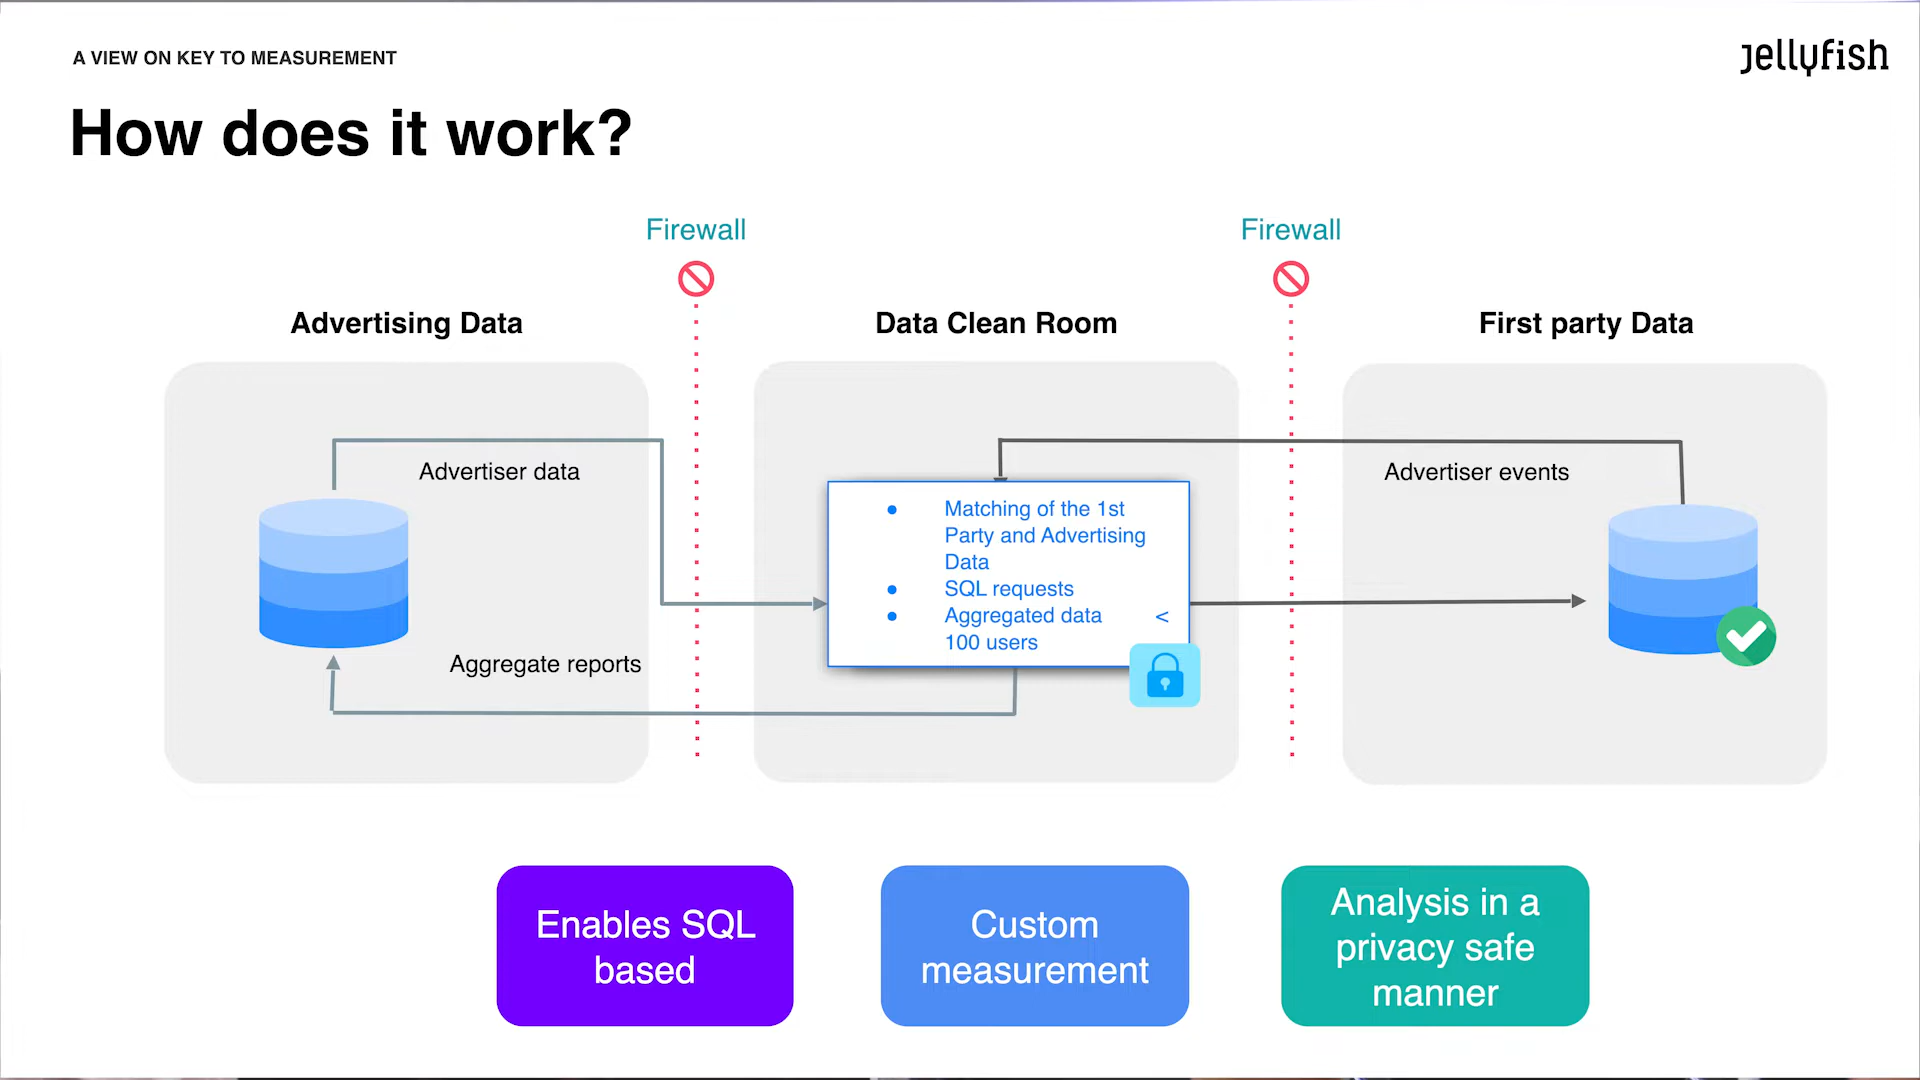 A VIEW ON KEY TO MEASUREMENT
jellyfish
How does it work?
Firewall
Firewall
Advertising Data
Data Clean Room
First party Data
Advertiser data
Advertiser events
• Matching of the 1st
Party and Advertising
Data
• SQL requests
• Aggregated data <
100 users
Aggregate reports
Enables SQL
based
Custom
measurement
Analysis in a
privacy safe
manner